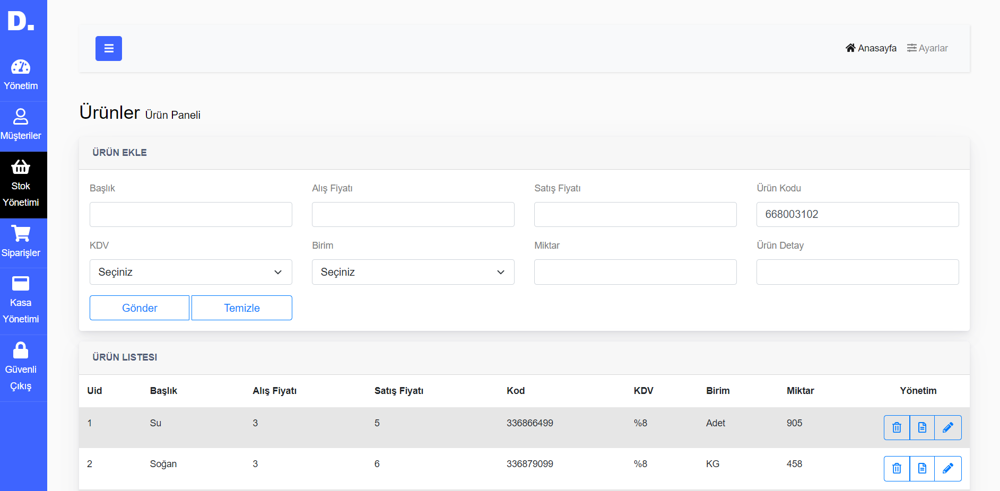 D.
Yönetim
Müşteriler
Stok
Yönetimi
Siparişler
Kasa
Yönetimi
Güvenli
Çıkış
Anasayfa Ayarlar
Ürünler Ürün Paneli
ÜRÜN EKLE
Başlık Alış Fiyatı Satış Fiyatı Ürün Kodu
668003102
KDV Birim Miktar Ürün Detay
Seçiniz Seçiniz
Gönder Temizle
ÜRÜN LISTESI
Uid Başlık Alış Fiyatı Satış Fiyatı Kod KDV Birim Miktar Yönetim
1 Su 3 5 336866499 %8 Adet 905
2 Soğan 3 6 336879099 %8 KG 458